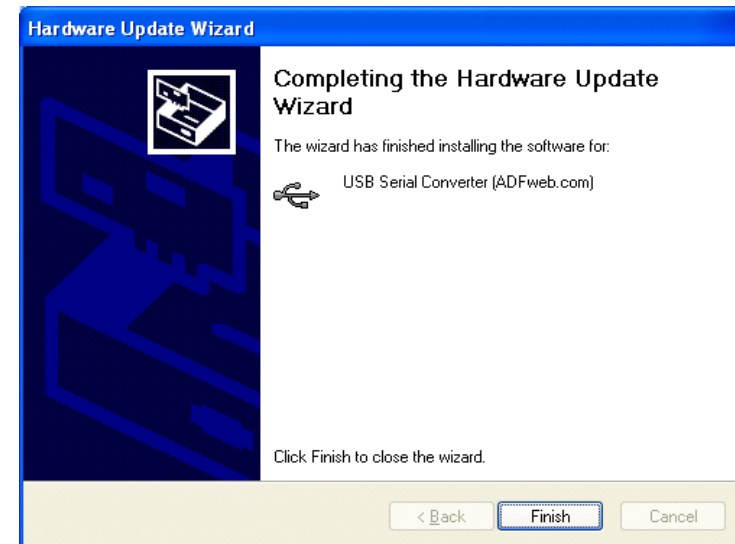 Hardware Update Wizard
Completing the Hardware Update
Wizard
The wizard has finished installing the software for:
USB Serial Converter (ADFweb.com)
Click Finish to close the wizard.
< Back Finish Cancel